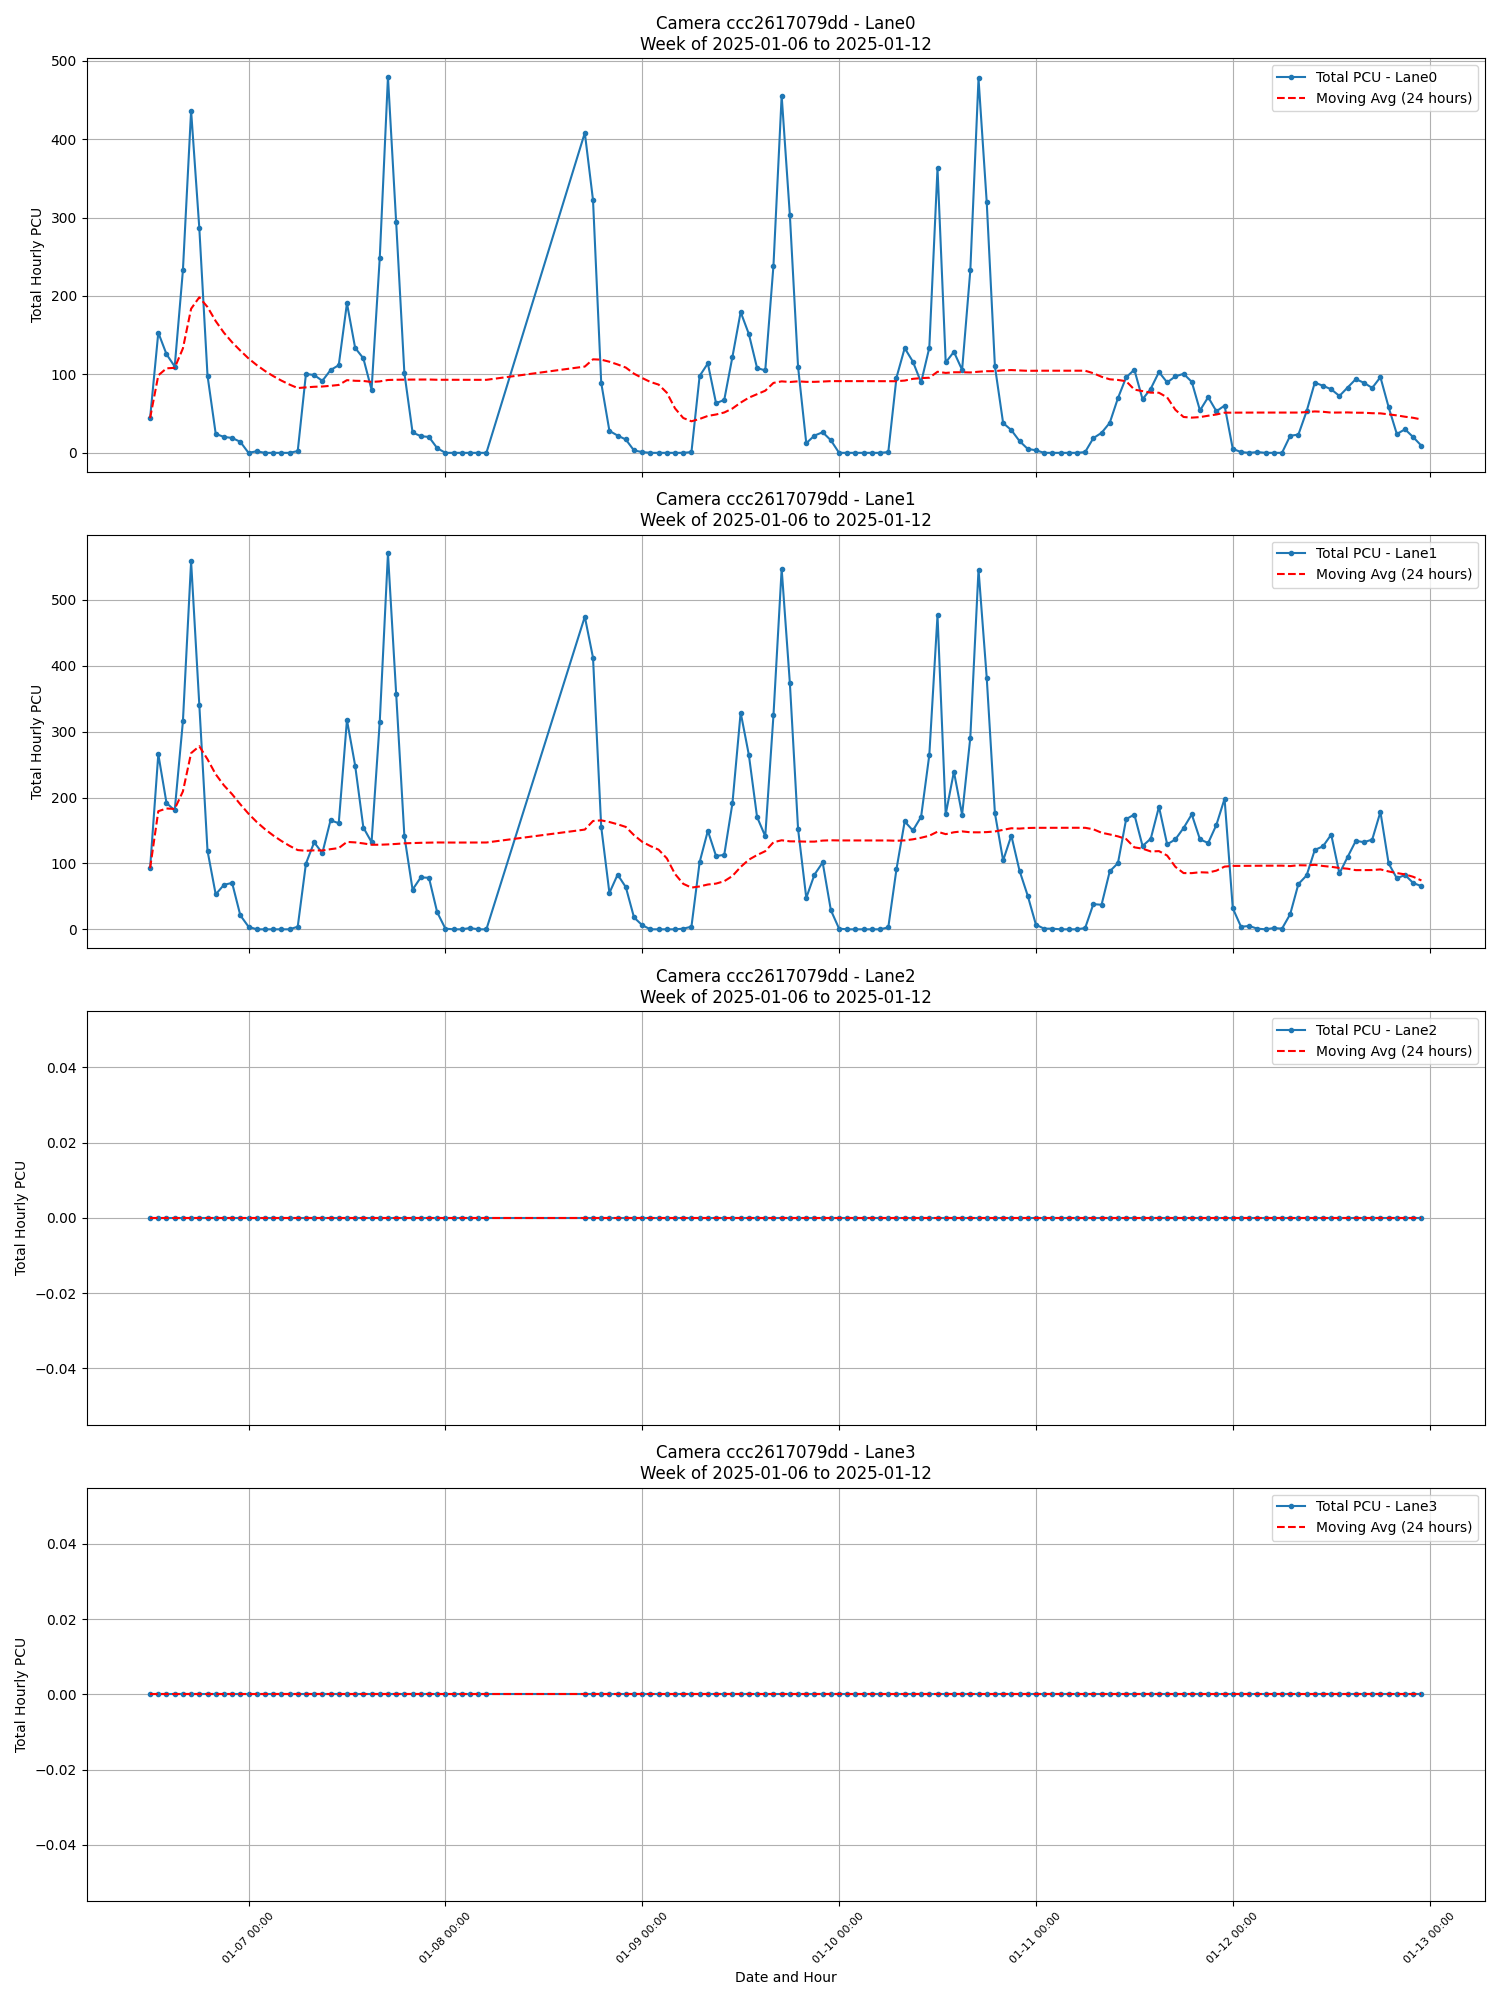 Camera ccc2617079dd - Lane0
Week of 2025-01-06 to 2025-01-12
Total PCU - Lane0
Moving Avg (24 hours)
500
400
300
200
100
0
Total Hourly PCU
Camera ccc2617079dd - Lane1
Week of 2025-01-06 to 2025-01-12
Total PCU - Lane1
Moving Avg (24 hours)
500
400
300
200
100
0
Total Hourly PCU
Camera ccc2617079dd - Lane2
Week of 2025-01-06 to 2025-01-12
Total PCU - Lane2
Moving Avg (24 hours)
0.04
0.02
0.00
−0.02
−0.04
Total Hourly PCU
Camera ccc2617079dd - Lane3
Week of 2025-01-06 to 2025-01-12
Total PCU - Lane3
Moving Avg (24 hours)
0.04
0.02
0.00
−0.02
−0.04
Total Hourly PCU
01-07 00:00
01-08 00:00
01-09 00:00
01-10 00:00
01-11 00:00
01-12 00:00
01-13 00:00
Date and Hour